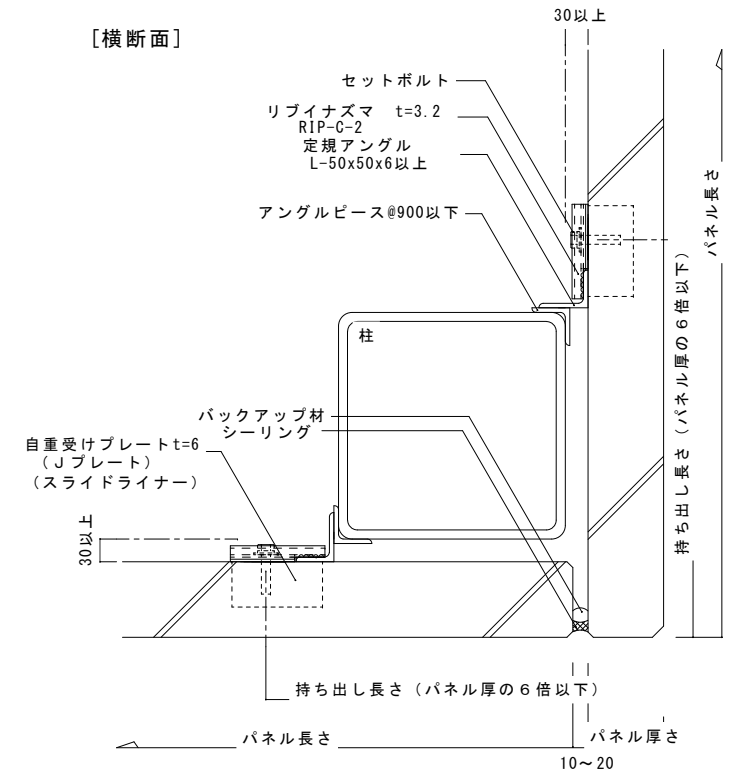 30以上
[横断面]
セットボルト
リブイナズマ t=3.2
RIP-C-2
定規アングル
L-50x50x6以上
アングルピース@900以下
パネル長さ
持ち出し長さ(パネル厚の6倍以下)
柱
バックアップ材
シーリング
自重受けプレートt=6
(Jプレート)
(スライドライナー)
30以上
持ち出し長さ(パネル厚の6倍以下)
パネル長さ
パネル厚さ
10~20